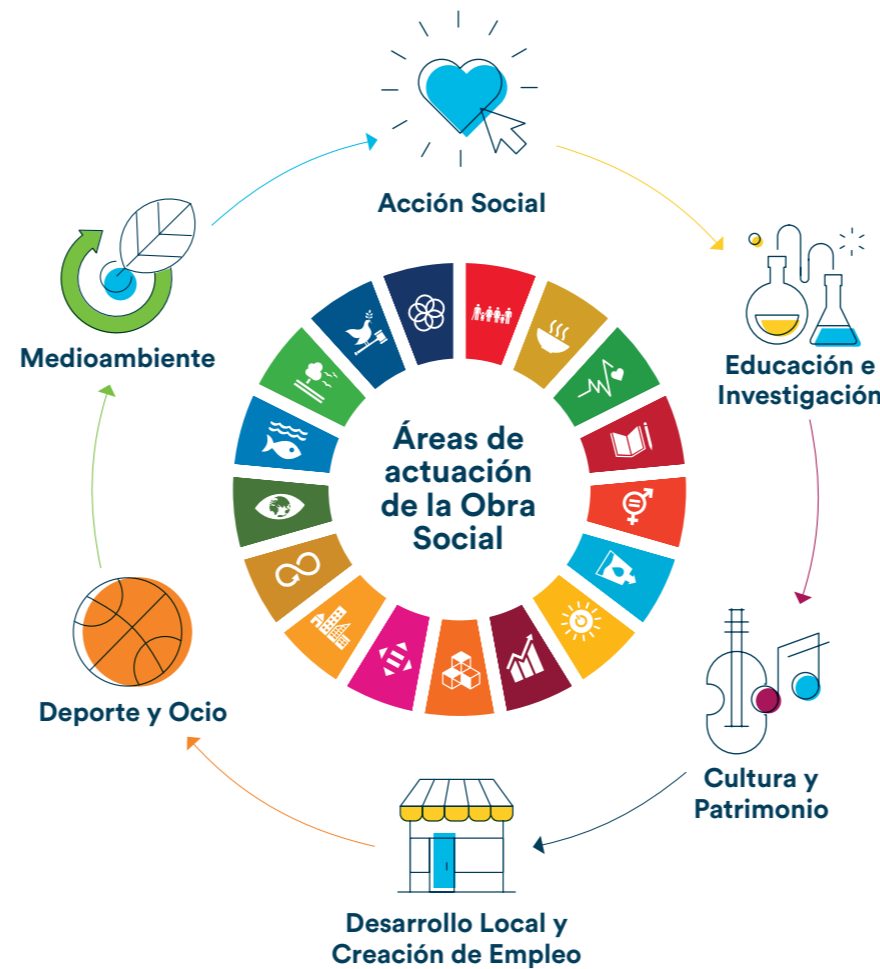 Acción Social
Educación e
Investigación
Cultura y
Patrimonio
Desarrollo Local y
Creación de Empleo
Deporte y Ocio
Medioambiente
Áreas de
actuación
de la Obra
Social